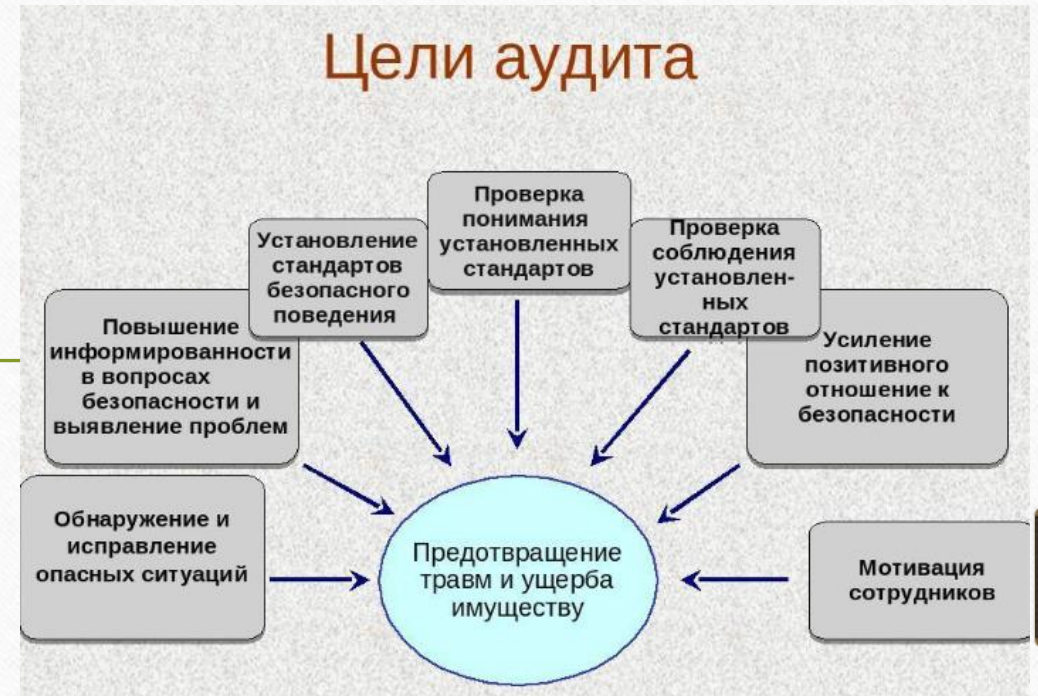 Цели аудита
Проверка
понимания
установленных
стандартов
Установление
стандартов
безопасного
поведения
Проверка
соблюдения
установлен-
ных
стандартов
Повышение
информированности
в вопросах
безопасности и
выявление проблем
Усиление
позитивного
отношение к
безопасности
Обнаружение и
исправление
опасных ситуаций
Предотвращение
травм и ущерба
имуществу
Мотивация
сотрудников